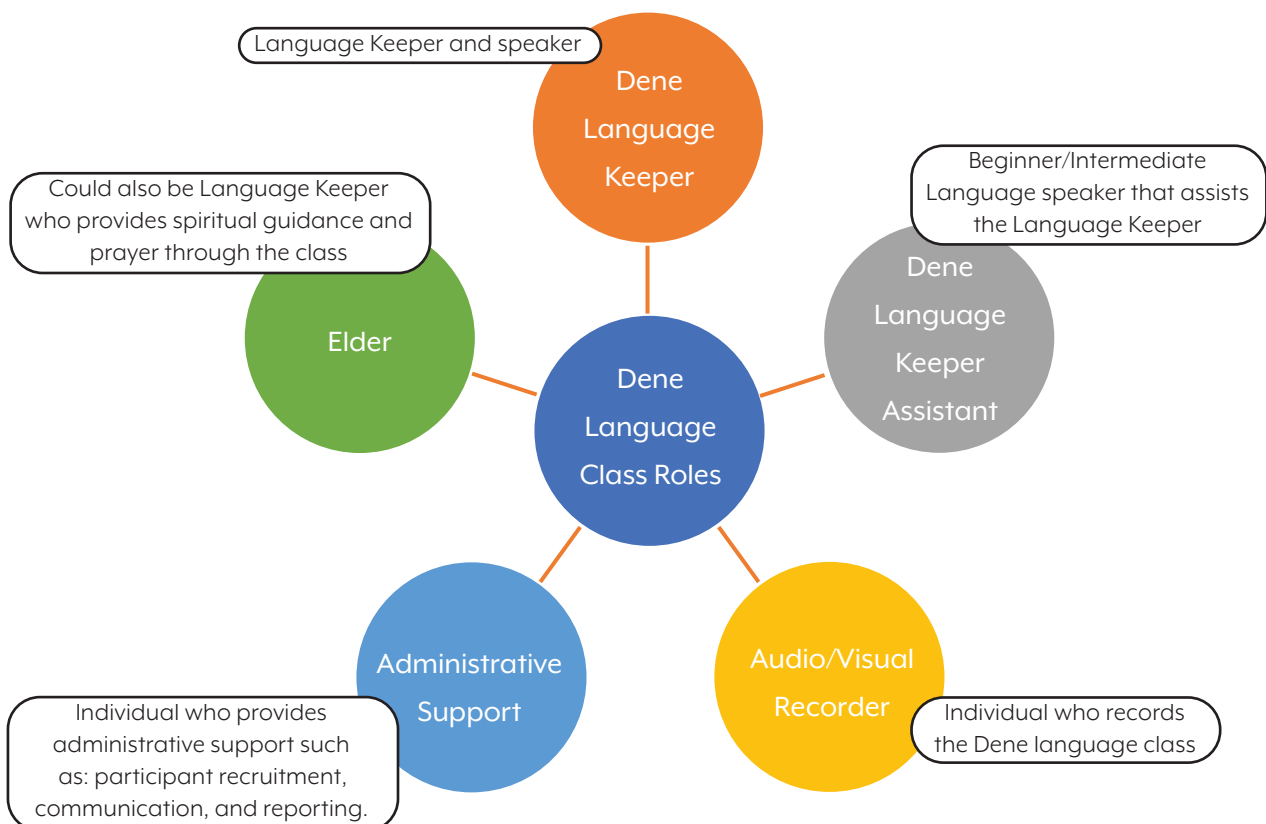 Language Keeper and speaker
Dene
Language
Keeper
Beginner/Intermediate
Language speaker that assists
the Language Keeper
Dene
Language
Keeper
Assistant
Could also be Language Keeper
who provides spiritual guidance and
prayer through the class
Elder
Dene
Language
Class Roles
Administrative
Support
Individual who provides
administrative support such
as: participant recruitment,
communication, and reporting.
Audio/Visual
Recorder
Individual who records
the Dene language class